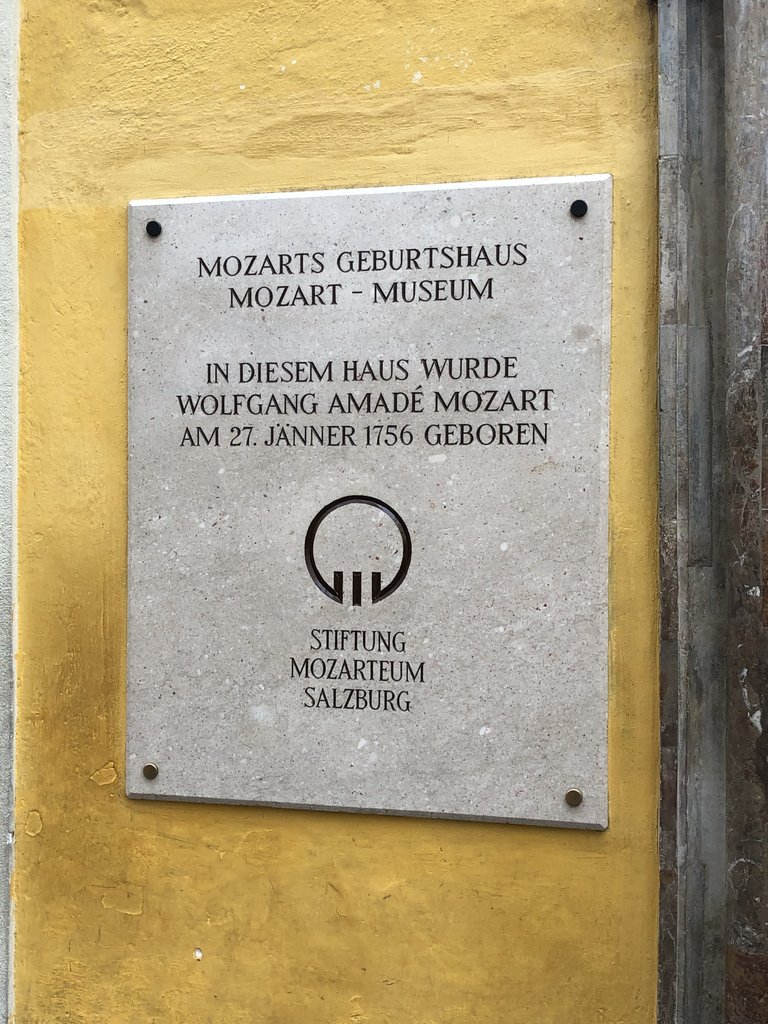 MOZARTS GEBURTSHAUS
MOZART - MUSEUM
IN DIESEM HAUS WURDE
WOLFGANG AMADÉ MOZART
AM 27. JÄNNER 1756 GEBOREN
STIFTUNG
MOZARTEUM
SALZBURG